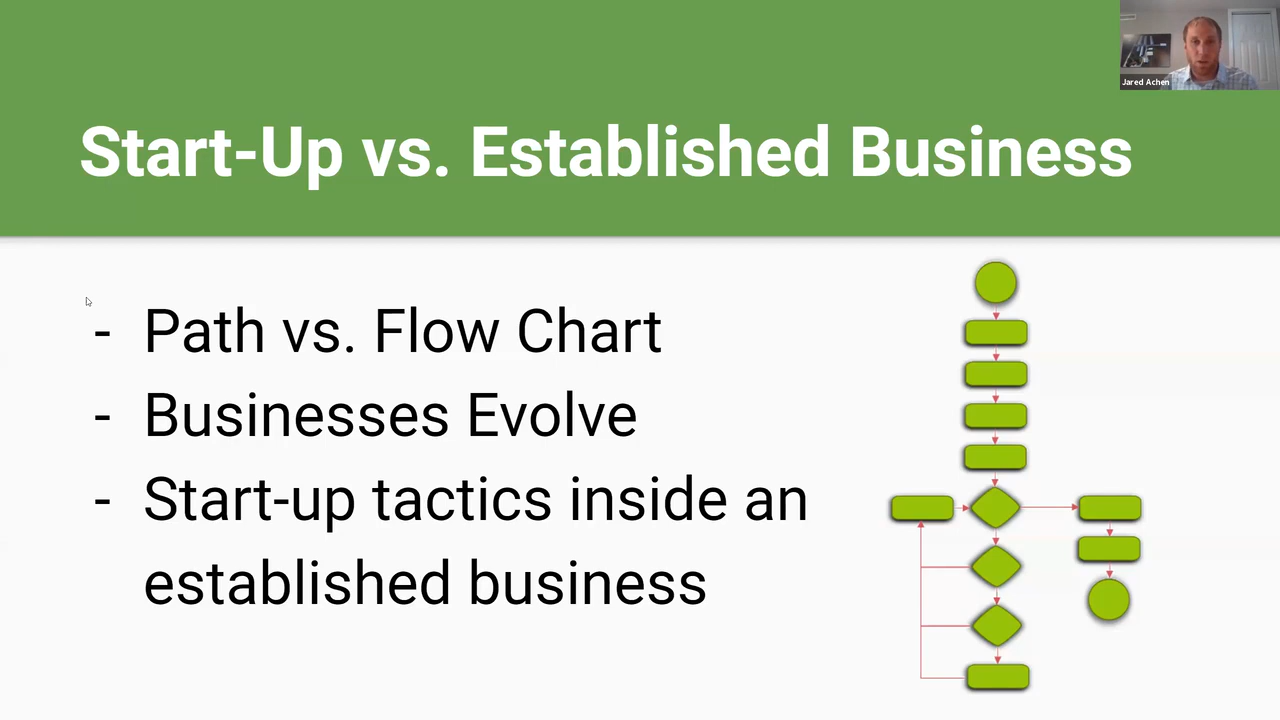 Jared Achen
Start-Up vs. Established Business
- Path vs. Flow Chart
- Businesses Evolve
- Start-up tactics inside an
established business